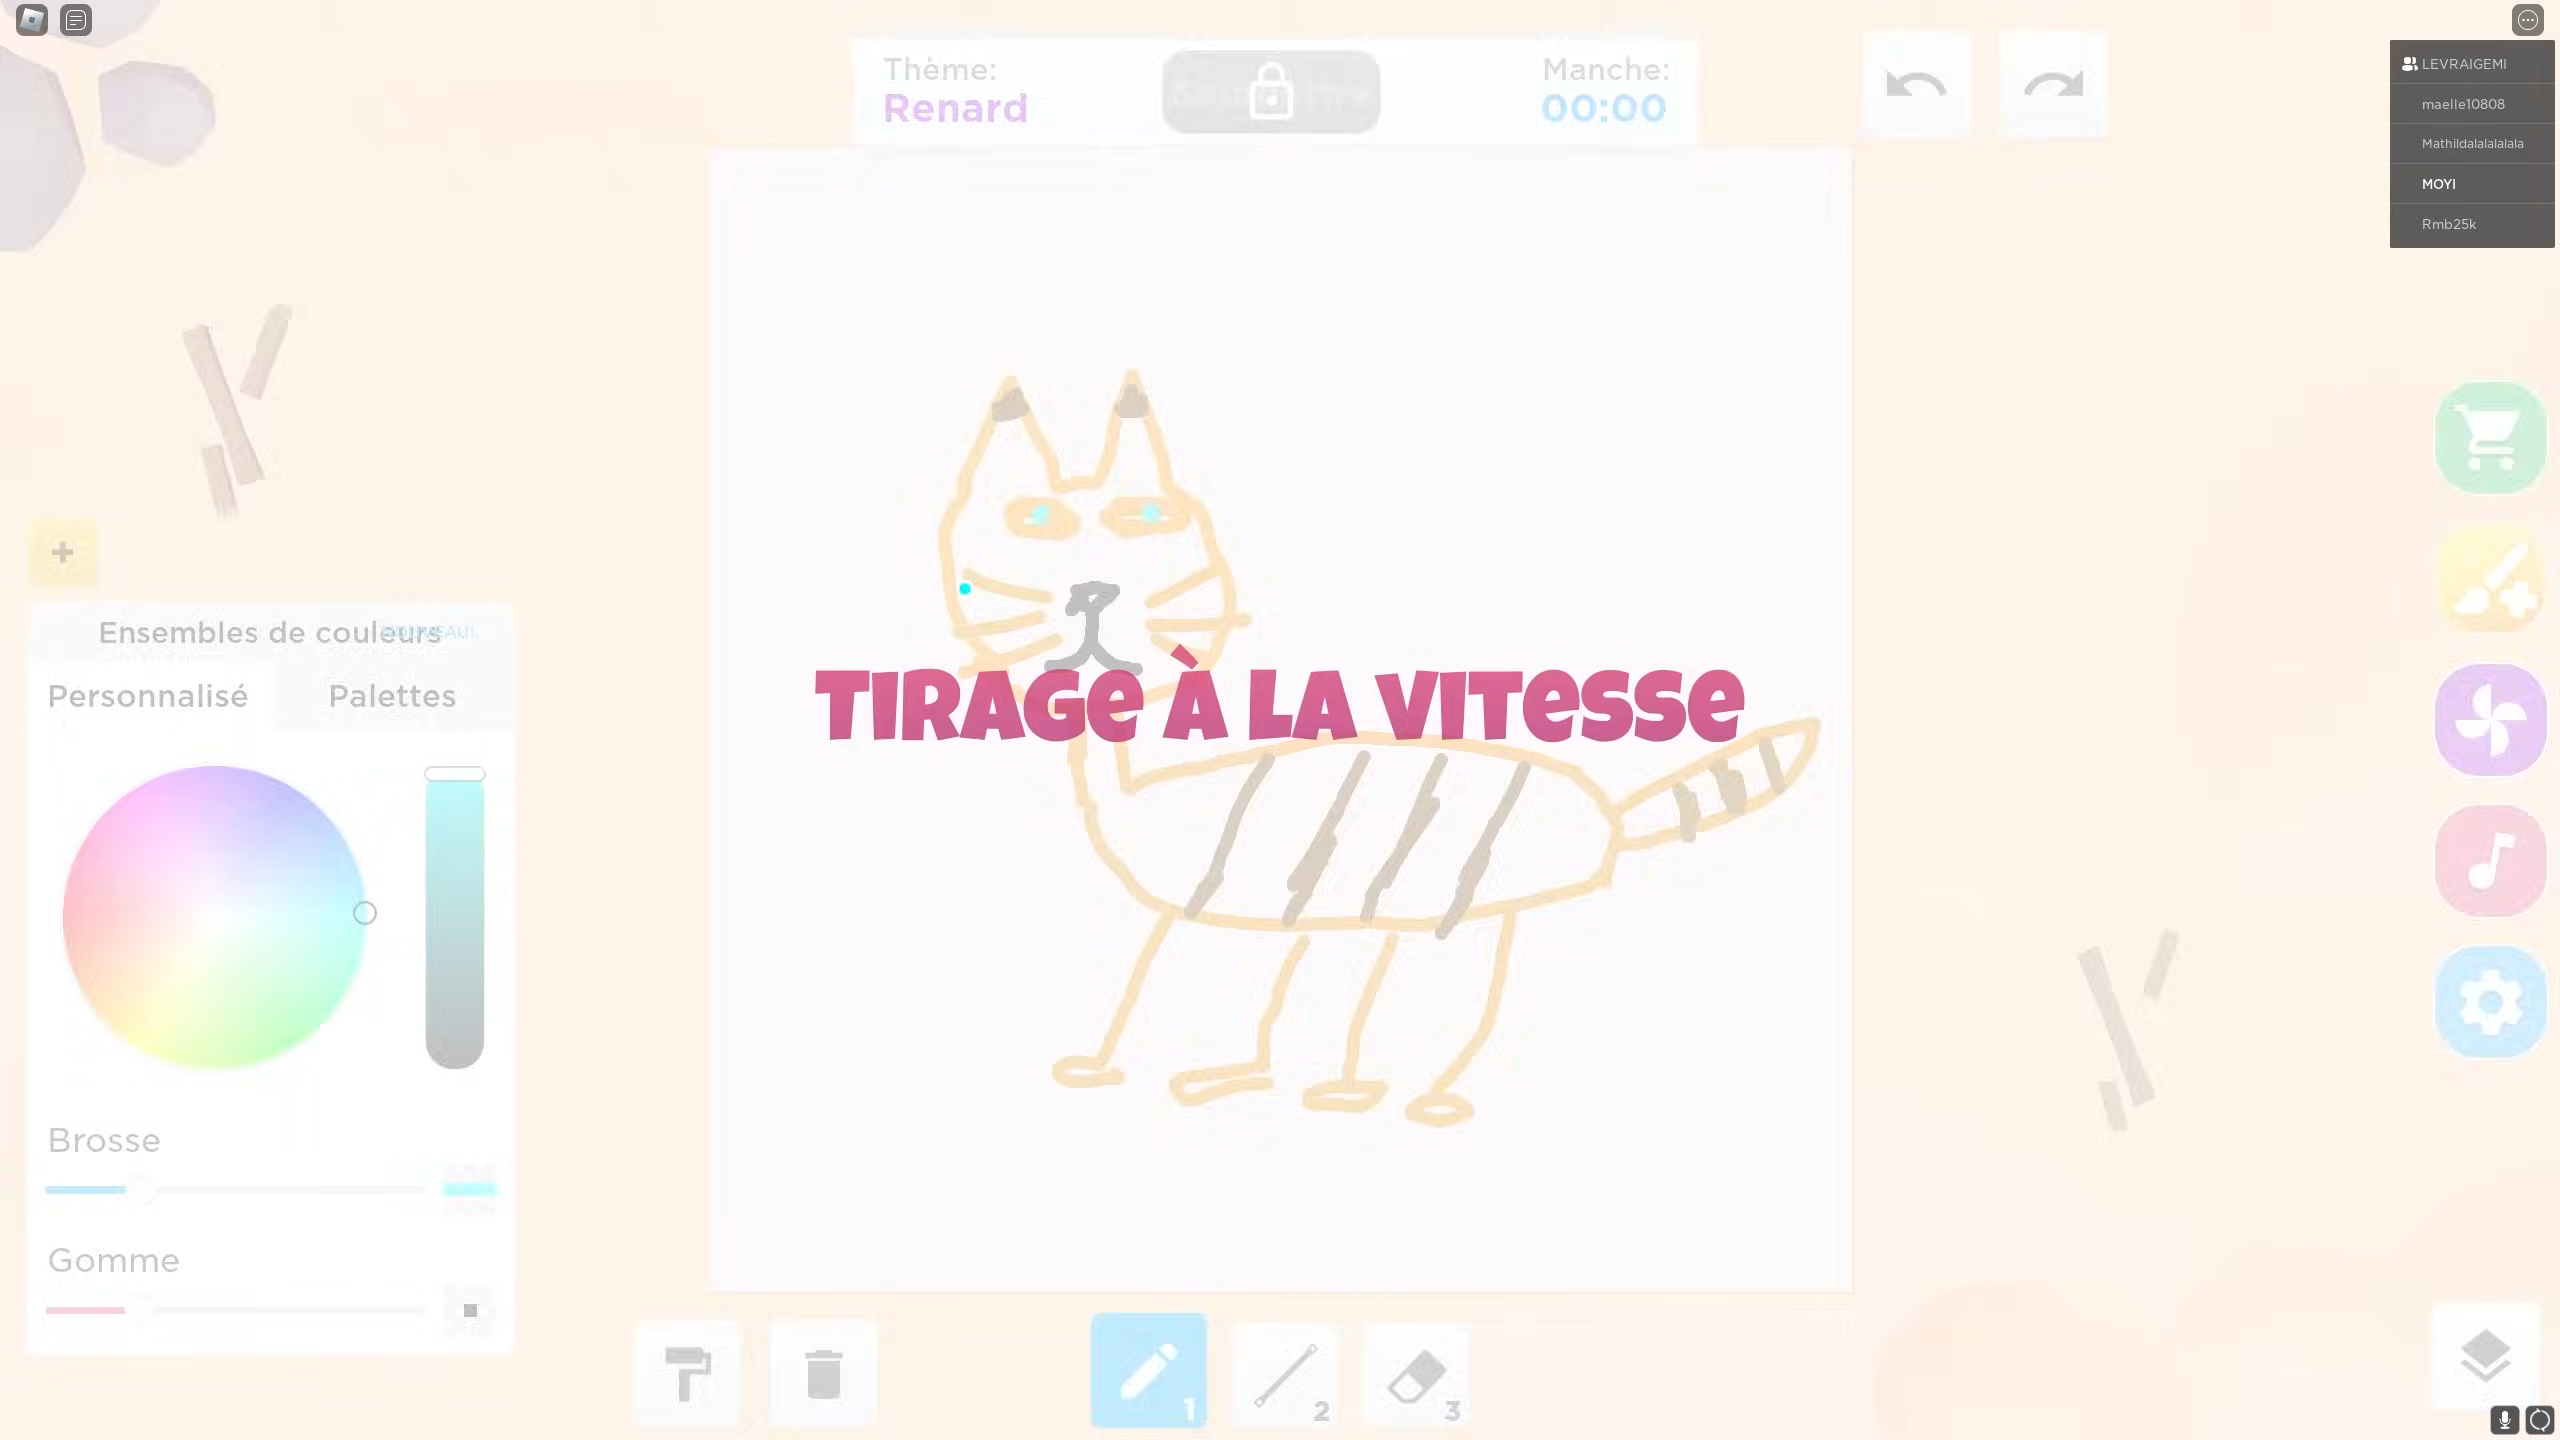 Thème:
Renard
Manche:
00:00
LEVRAIGEMI
maelle10808
Mathildalalalalala
MOYI
Rmb25k
Ensembles de couleurs
NOUVEAU!
Personnalisé
Palettes
TIRAGE À LA VITESSE
Brosse
Gomme
1
2
3